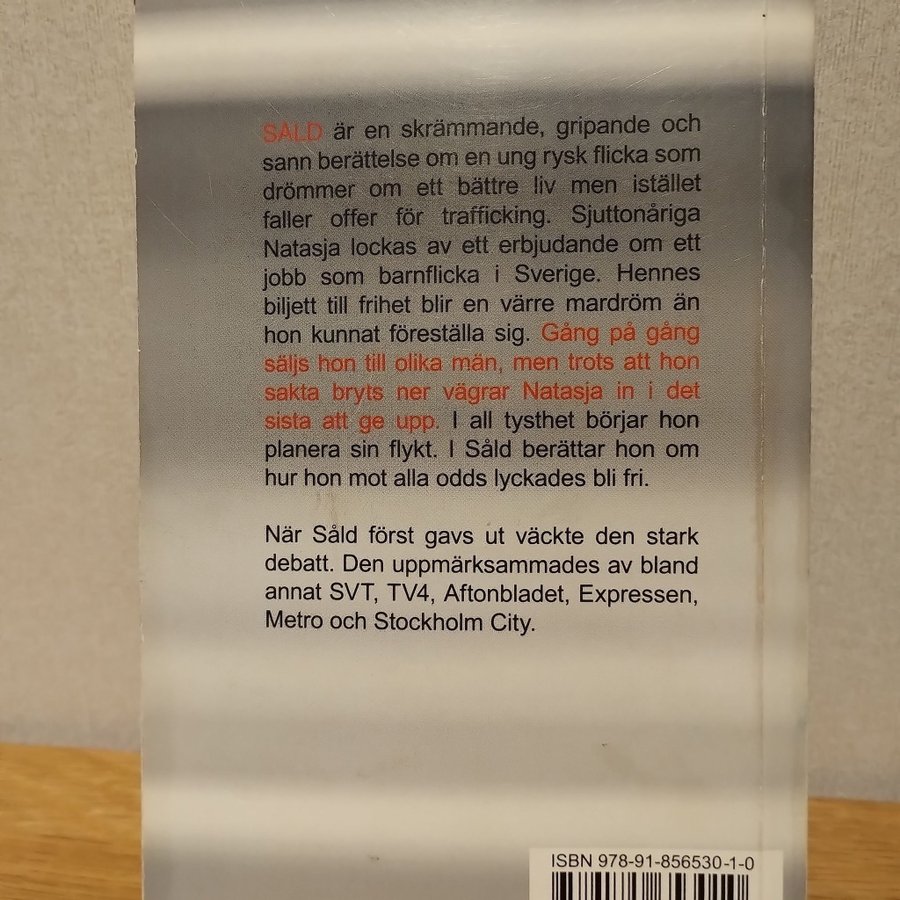 SÅLD är en skrämmande, gripande och
sann berättelse om en ung rysk flicka som
drömmer om ett bättre liv men istället
faller offer för trafficking. Sjuttonåriga
Natasja lockas av ett erbjudande om ett
jobb som barnflicka i Sverige. Hennes
biljett till frihet blir en värre mardröm än
hon kunnat föreställa sig. Gång på gång
säljs hon till olika män, men trots att hon
sakta bryts ner vägrar Natasja in i det
sista att ge upp. I all tysthet börjar hon
planera sin flykt. I Såld berättar hon om
hur hon mot alla odds lyckades bli fri.
När Såld först gavs ut väckte den stark
debatt. Den uppmärksammades av bland
annat SVT, TV4, Aftonbladet, Expressen,
Metro och Stockholm City.
ISBN 978-91-856530-1-0